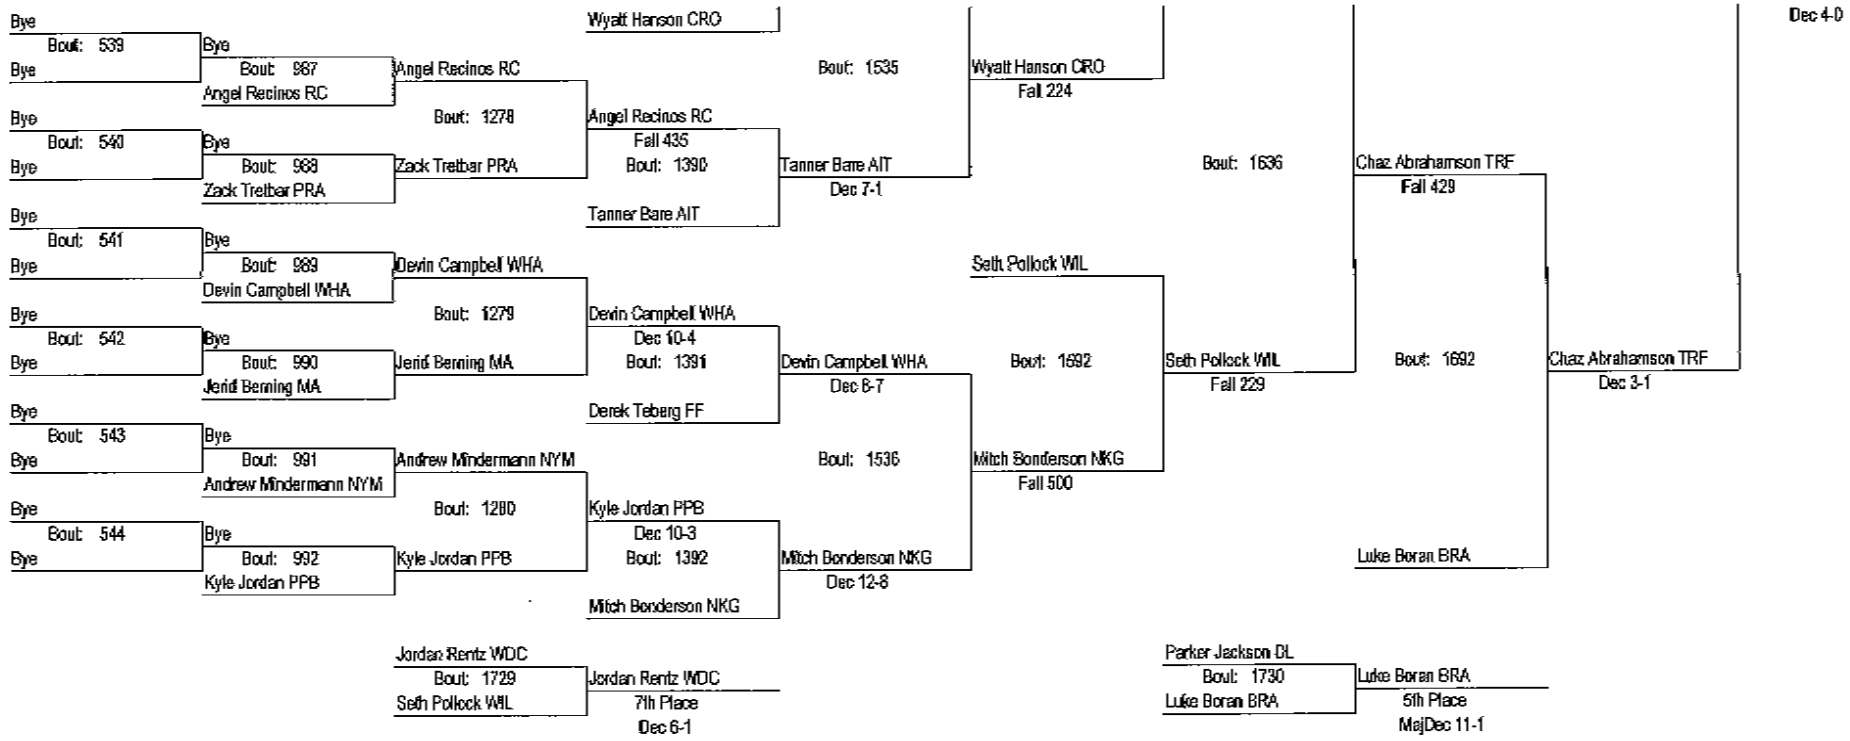 Bye
Bout: 539
Bye
Bye
Bout: 540
Bye
Bye
Bout: 541
Bye
Bye
Bout: 542
Bye
Bye
Bout: 543
Bye
Bye
Bout: 544
Bye
Bye
Bout: 987
Angel Recinos RC
Bye
Bout: 988
Zack Tretbar PRA
Bye
Bout: 989
Devin Campbell WHA
Bye
Bout: 990
Jerid Berning MA
Bye
Bout: 991
Andrew Mindermann NYM
Bye
Bout: 992
Kyle Jordan PPB
Angel Recinos RC
Bout: 1278
Zack Tretbar PRA
Devin Campbell WHA
Bout: 1279
Jerid Berning MA
Andrew Mindermann NYM
Bout: 1280
Kyle Jordan PPB
Jordan Rentz WDC
Bout: 1729
Seth Pollock WIL
Wyatt Hanson CRO
Angel Recinos RC
Fall 435
Bout: 1390
Tanner Bare AIT
Devin Campbell WHA
Dec 10-4
Bout: 1391
Derek Teberg FF
Kyle Jordan PPB
Dec 10-3
Bout: 1392
Mitch Bonderson NKG
Jordan Rentz WDC
7th Place
Dec 6-1
Bout: 1535
Tanner Bare AIT
Dec 7-1
Devin Campbell WHA
Dec 8-7
Bout: 1536
Mitch Bonderson NKG
Dec 12-8
Wyatt Hanson CRO
Fall 224
Seth Pollock WIL
Bout: 1592
Mitch Bonderson NKG
Fall 500
Bout: 1636
Seth Pollock WIL
Fall 229
Parker Jackson DL
Bout: 1730
Luke Boran BRA
Chaz Abrahamson TRF
Fall 429
Bout: 1692
Luke Boran BRA
Luke Boran BRA
5th Place
MajDec 11-1
Chaz Abrahamson TRF
Dec 3-1
Dec 4-0